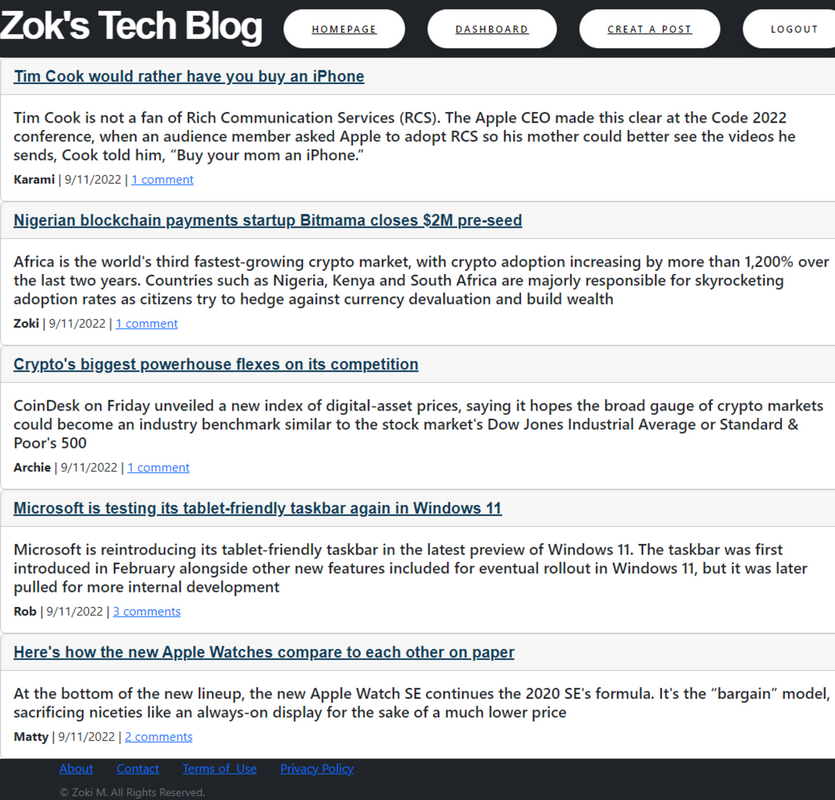 Zok's Tech Blog HOMEPAGE DASHBOARD CREAT A POST LOGOUT
Tim Cook would rather have you buy an iPhone
Tim Cook is not a fan of Rich Communication Services (RCS). The Apple CEO made this clear at the Code 2022
conference, when an audience member asked Apple to adopt RCS so his mother could better see the videos he
sends, Cook told him, “Buy your mom an iPhone.”
Karami | 9/11/2022 | 1 comment
Nigerian blockchain payments startup Bitmama closes $2M pre-seed
Africa is the world's third fastest-growing crypto market, with crypto adoption increasing by more than 1,200% over
the last two years. Countries such as Nigeria, Kenya and South Africa are majorly responsible for skyrocketing
adoption rates as citizens try to hedge against currency devaluation and build wealth
Zoki | 9/11/2022 | 1 comment
Crypto's biggest powerhouse flexes on its competition
CoinDesk on Friday unveiled a new index of digital-asset prices, saying it hopes the broad gauge of crypto markets
could become an industry benchmark similar to the stock market's Dow Jones Industrial Average or Standard &
Poor's 500
Archie | 9/11/2022 | 1 comment
Microsoft is testing its tablet-friendly taskbar again in Windows 11
Microsoft is reintroducing its tablet-friendly taskbar in the latest preview of Windows 11. The taskbar was first
introduced in February alongside other new features included for eventual rollout in Windows 11, but it was later
pulled for more internal development
Rob | 9/11/2022 | 3 comments
Here's how the new Apple Watches compare to each other on paper
At the bottom of the new lineup, the new Apple Watch SE continues the 2020 SE's formula. It's the “bargain” model,
sacrificing niceties like an always-on display for the sake of a much lower price
Matty | 9/11/2022 | 2 comments
About Contact Terms of Use Privacy Policy
© Zoki M. All Rights Reserved.